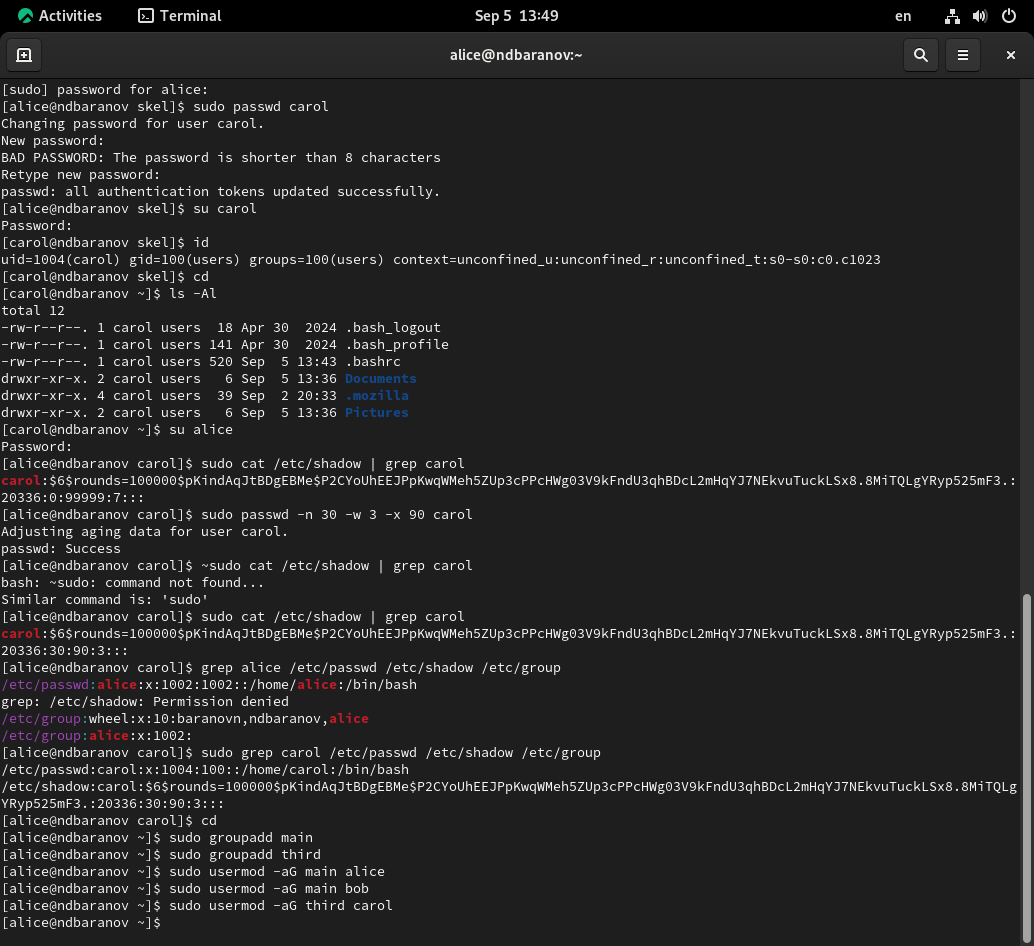 Activities Terminal Sep 5 13:49 en
alice@ndbaranov:~
[sudo] password for alice:
[alice@ndbaranov skel]$ sudo passwd carol
Changing password for user carol.
New password:
BAD PASSWORD: The password is shorter than 8 characters
Retype new password:
passwd: all authentication tokens updated successfully.
[alice@ndbaranov skel]$ su carol
Password:
[carol@ndbaranov skel]$ id
uid=1004(carol) gid=100(users) groups=100(users) context=unconfined_u:unconfined_r:unconfined_t:s0-s0:c0.c1023
[carol@ndbaranov skel]$ cd
[carol@ndbaranov ~]$ ls -Al
total 12
-rw-r--r--. 1 carol users  18 Apr 30  2024 .bash_logout
-rw-r--r--. 1 carol users 141 Apr 30  2024 .bash_profile
-rw-r--r--. 1 carol users 520 Sep  5 13:43 .bashrc
drwxr-xr-x. 2 carol users   6 Sep  5 13:36 Documents
drwxr-xr-x. 4 carol users  39 Sep  2 20:33 .mozilla
drwxr-xr-x. 2 carol users   6 Sep  5 13:36 Pictures
[carol@ndbaranov ~]$ su alice
Password:
[alice@ndbaranov carol]$ sudo cat /etc/shadow | grep carol
carol:$6$rounds=100000$pKindAqJtBDgEBMe$P2CYoUhEEJPpKwqWMeh5ZUp3cPPcHWg03V9kFndU3qhBDcL2mHqYJ7NEkvuTuckLSx8.8MiTQLgYRyp525mF3.:
20336:0:99999:7:::
[alice@ndbaranov carol]$ sudo passwd -n 30 -w 3 -x 90 carol
Adjusting aging data for user carol.
passwd: Success
[alice@ndbaranov carol]$ ~sudo cat /etc/shadow | grep carol
bash: ~sudo: command not found...
Similar command is: 'sudo'
[alice@ndbaranov carol]$ sudo cat /etc/shadow | grep carol
carol:$6$rounds=100000$pKindAqJtBDgEBMe$P2CYoUhEEJPpKwqWMeh5ZUp3cPPcHWg03V9kFndU3qhBDcL2mHqYJ7NEkvuTuckLSx8.8MiTQLgYRyp525mF3.:
20336:30:90:3:::
[alice@ndbaranov carol]$ grep alice /etc/passwd /etc/shadow /etc/group
/etc/passwd:alice:x:1002:1002::/home/alice:/bin/bash
grep: /etc/shadow: Permission denied
/etc/group:wheel:x:10:baranovn,ndbaranov,alice
/etc/group:alice:x:1002:
[alice@ndbaranov carol]$ sudo grep carol /etc/passwd /etc/shadow /etc/group
/etc/passwd:carol:x:1004:100::/home/carol:/bin/bash
/etc/shadow:carol:$6$rounds=100000$pKindAqJtBDgEBMe$P2CYoUhEEJPpKwqWMeh5ZUp3cPPcHWg03V9kFndU3qhBDcL2mHqYJ7NEkvuTuckLSx8.8MiTQLg
YRyp525mF3.:20336:30:90:3:::
[alice@ndbaranov carol]$ cd
[alice@ndbaranov ~]$ sudo groupadd main
[alice@ndbaranov ~]$ sudo groupadd third
[alice@ndbaranov ~]$ sudo usermod -aG main alice
[alice@ndbaranov ~]$ sudo usermod -aG main bob
[alice@ndbaranov ~]$ sudo usermod -aG third carol
[alice@ndbaranov ~]$